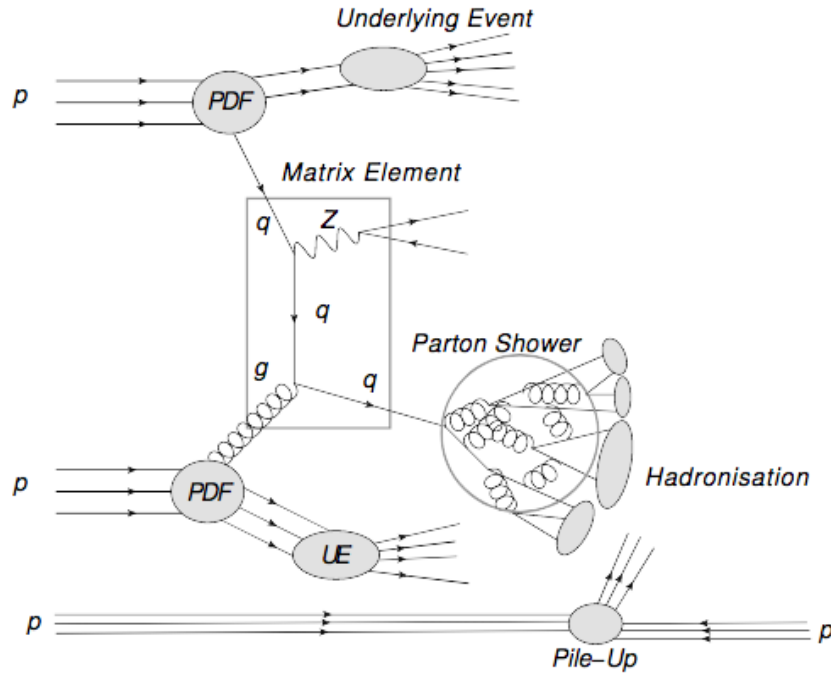 Underlying Event
p
PDF
Matrix Element
q
Z
q
Parton Shower
g
q
p
PDF
Hadronisation
UE
p
p
Pile-Up